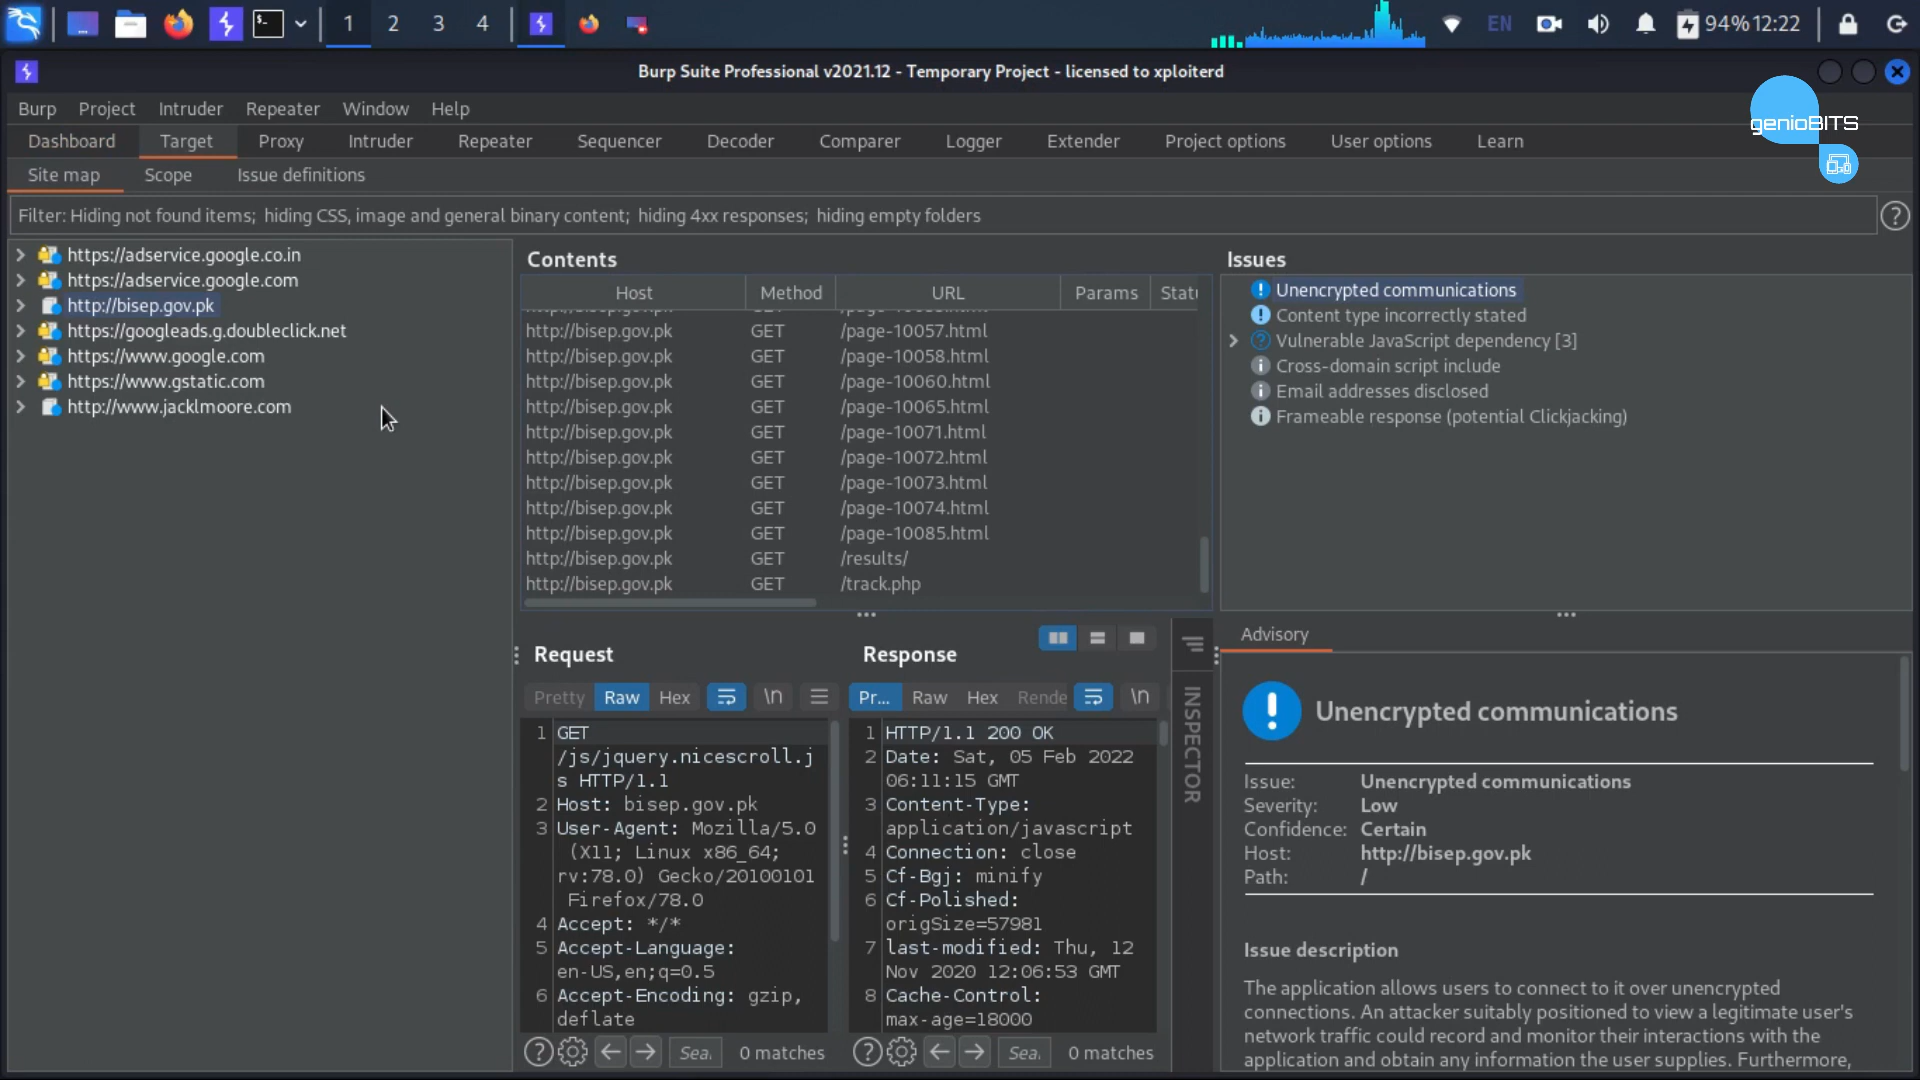 1 2 3 4
EN 94% 12:22
Burp Suite Professional v2021.12 - Temporary Project - licensed to xploiterd
genioBITS
Burp Project Intruder Repeater Window Help
Dashboard Target Proxy Intruder Repeater Sequencer Decoder Comparer Logger Extender Project options User options Learn
Site map Scope Issue definitions
Filter: Hiding not found items; hiding CSS, image and general binary content; hiding 4xx responses; hiding empty folders
https://adservice.google.co.in
https://adservice.google.com
http://bisep.gov.pk
https://googleads.g.doubleclick.net
https://www.google.com
https://www.gstatic.com
http://www.jacklmoore.com
Contents
Host Method URL Params Statu
http://bisep.gov.pk GET /page-10057.html
http://bisep.gov.pk GET /page-10058.html
http://bisep.gov.pk GET /page-10060.html
http://bisep.gov.pk GET /page-10065.html
http://bisep.gov.pk GET /page-10071.html
http://bisep.gov.pk GET /page-10072.html
http://bisep.gov.pk GET /page-10073.html
http://bisep.gov.pk GET /page-10074.html
http://bisep.gov.pk GET /page-10085.html
http://bisep.gov.pk GET /results/
http://bisep.gov.pk GET /track.php
Issues
Unencrypted communications
Content type incorrectly stated
Vulnerable JavaScript dependency [3]
Cross-domain script include
Email addresses disclosed
Frameable response (potential Clickjacking)
Request
Pretty Raw Hex \n
1 GET
/js/jquery.nicescroll.j
s HTTP/1.1
2 Host: bisep.gov.pk
3 User-Agent: Mozilla/5.0
(X11; Linux x86_64;
rv:78.0) Gecko/20100101
Firefox/78.0
4 Accept: */*
5 Accept-Language:
en-US,en;q=0.5
6 Accept-Encoding: gzip,
deflate
Sea. 0 matches
Response
Pr... Raw Hex Rende \n
1 HTTP/1.1 200 OK
2 Date: Sat, 05 Feb 2022
06:11:15 GMT
3 Content-Type:
application/javascript
4 Connection: close
5 Cf-Bgj: minify
6 Cf-Polished:
origSize=57981
7 last-modified: Thu, 12
Nov 2020 12:06:53 GMT
8 Cache-Control:
max-age=18000
Sea. 0 matches
INSPECTOR
Advisory
Unencrypted communications
Issue: Unencrypted communications
Severity: Low
Confidence: Certain
Host: http://bisep.gov.pk
Path: /
Issue description
The application allows users to connect to it over unencrypted
connections. An attacker suitably positioned to view a legitimate user's
network traffic could record and monitor their interactions with the
application and obtain any information the user supplies. Furthermore,